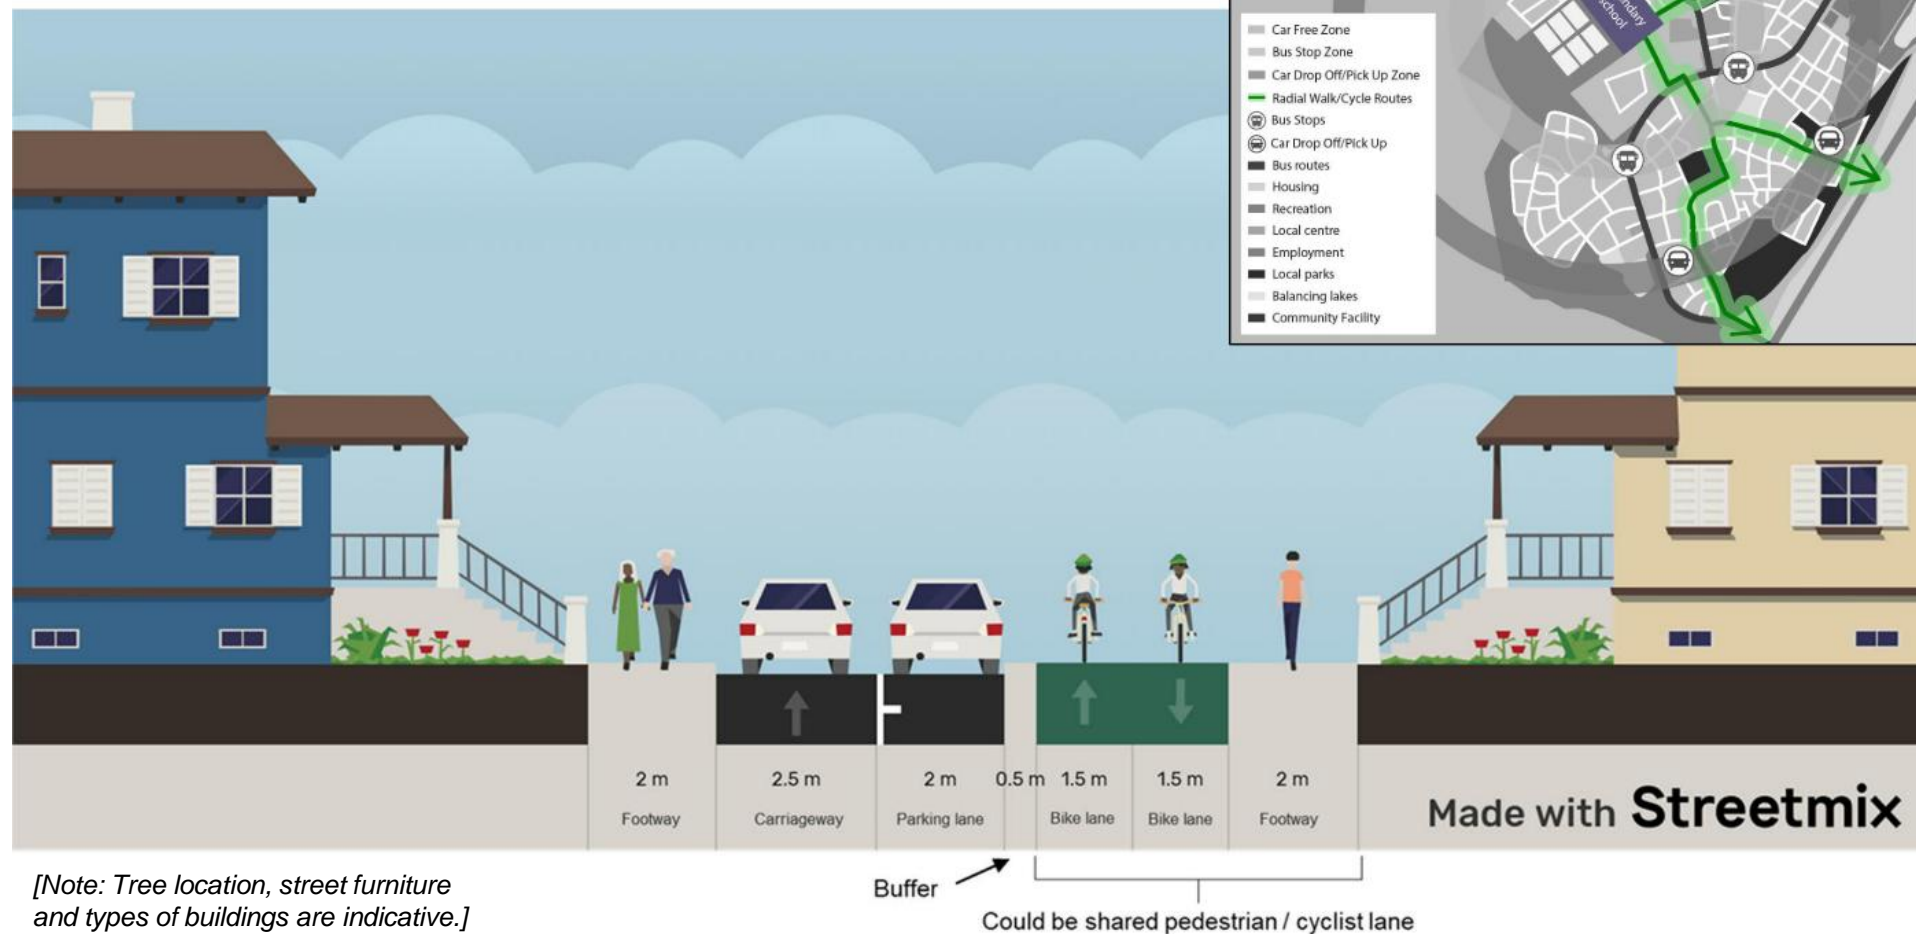 ndary
school
Car Free Zone
Bus Stop Zone
Car Drop Off/Pick Up Zone
Radial Walk/Cycle Routes
Bus Stops
Car Drop Off/Pick Up
Bus routes
Housing
Recreation
Local centre
Employment
Local parks
Balancing lakes
Community Facility
2 m
2.5 m
2 m
0.5 m
1.5 m
1.5 m
2 m
Footway
Carriageway
Parking lane
Bike lane
Bike lane
Footway
Made with Streetmix
Buffer
Could be shared pedestrian / cyclist lane
[Note: Tree location, street furniture
and types of buildings are indicative.]